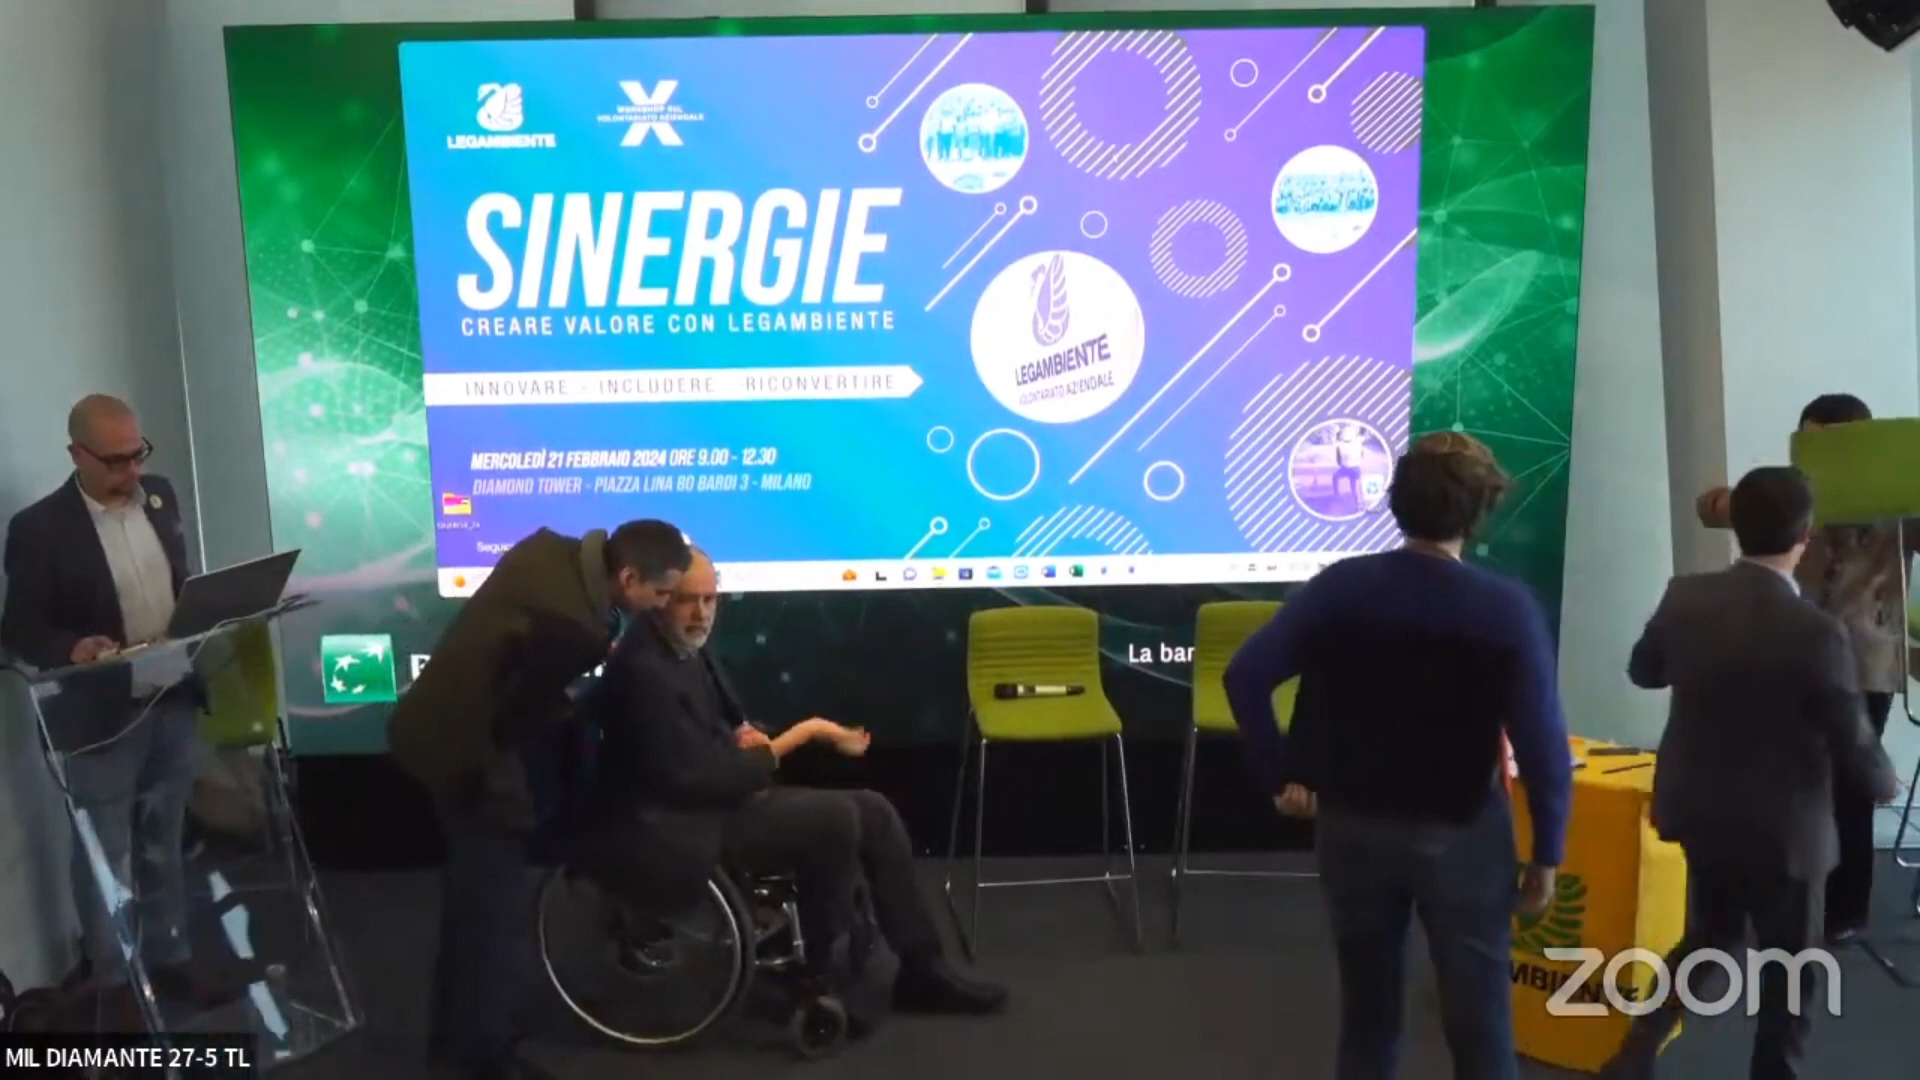 LEGAMBIENTE
X
WORKSHOP SUL
VOLONTARIATO AZIENDALE
SINERGIE
CREARE VALORE CON LEGAMBIENTE
INNOVARE - INCLUDERE - RICONVERTIRE
MERCOLEDÌ 21 FEBBRAIO 2024 ORE 9.00 - 12.30
DIAMOND TOWER - PIAZZA LINA BO BARDI 3 - MILANO
LEGAMBIENTE
VOLONTARIATO AZIENDALE
La ban
zoom
MIL DIAMANTE 27-5 TL